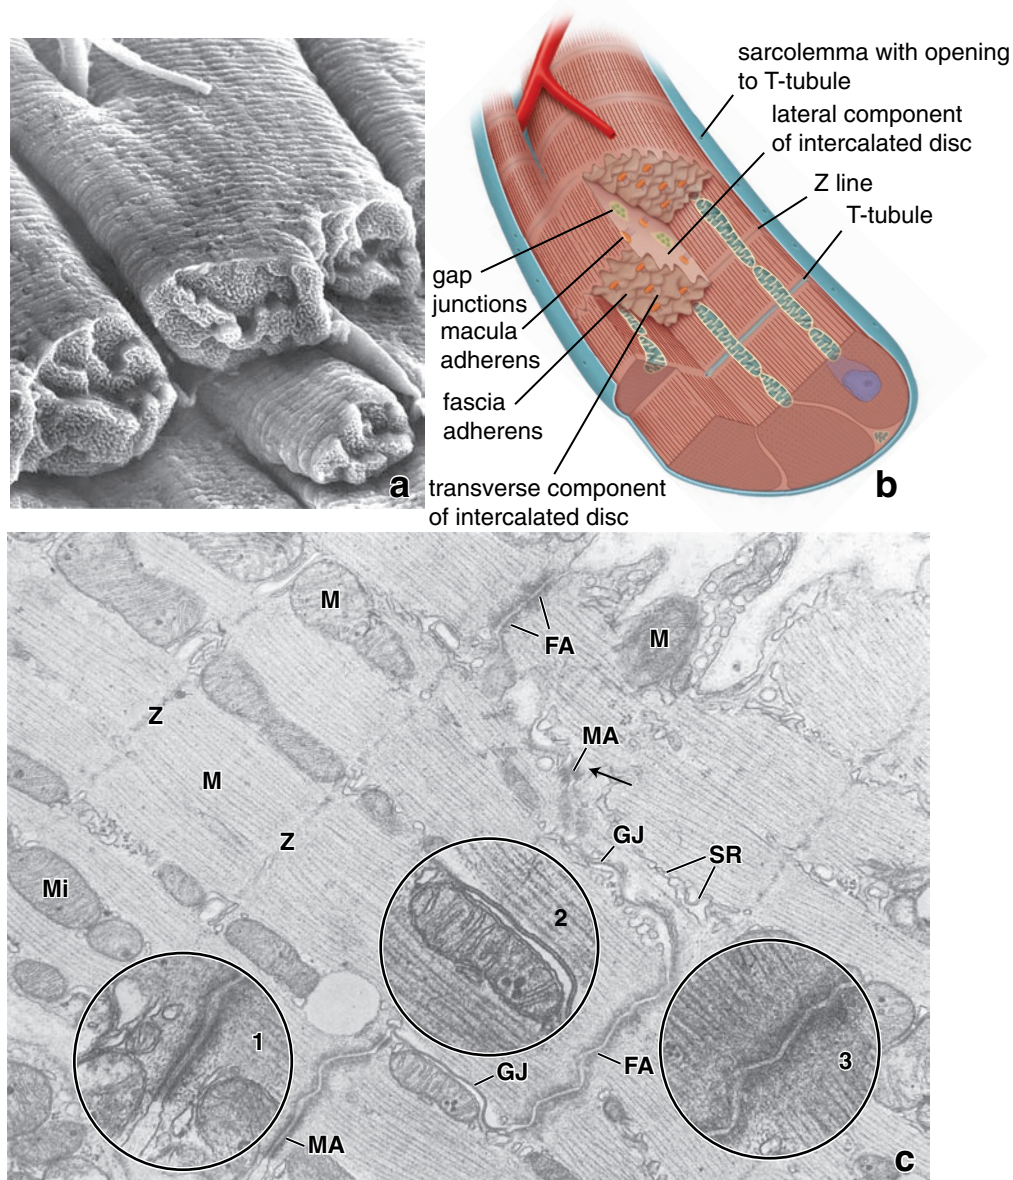 sarcolemma with opening
to T-tubule
lateral component
of intercalated disc
Z line
T-tubule
gap
junctions
macula
adherens
fascia
adherens
transverse component
of intercalated disc
a
b
M
FA
M
Z
MA
M
Z
GJ
SR
Mi
2
1
3
GJ
FA
MA
c